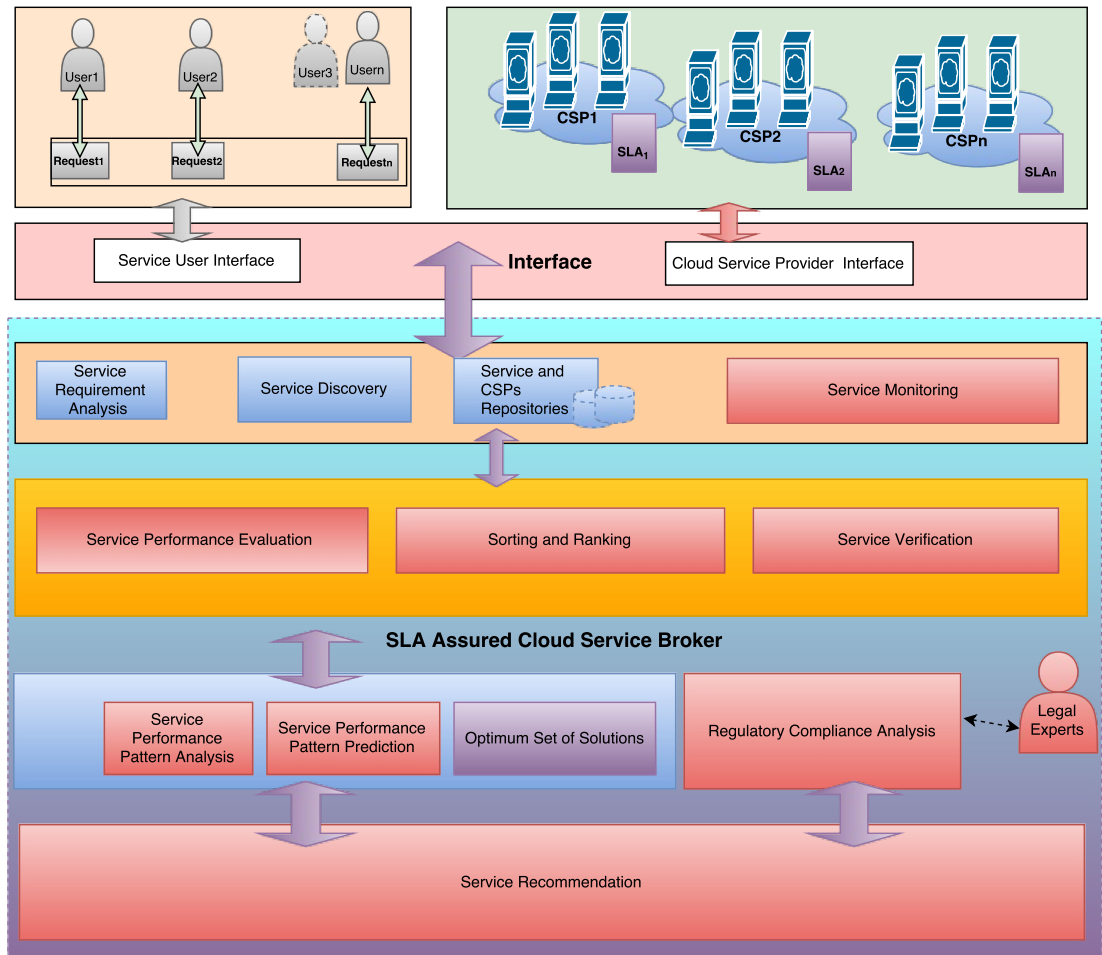 User1
User2
User3
Usern
Request1
Request2
Requestn
CSP1
CSP2
CSPn
SLA1
SLA2
SLAn
Service User Interface
Interface
Cloud Service Provider  Interface
Service
Requirement
Analysis
Service Discovery
Service and
CSPs
Repositories
Service Monitoring
Service Performance Evaluation
Sorting and Ranking
Service Verification
SLA Assured Cloud Service Broker
Service
Performance
Pattern Analysis
Service Performance
Pattern Prediction
Optimum Set of Solutions
Regulatory Compliance Analysis
Legal
Experts
Service Recommendation